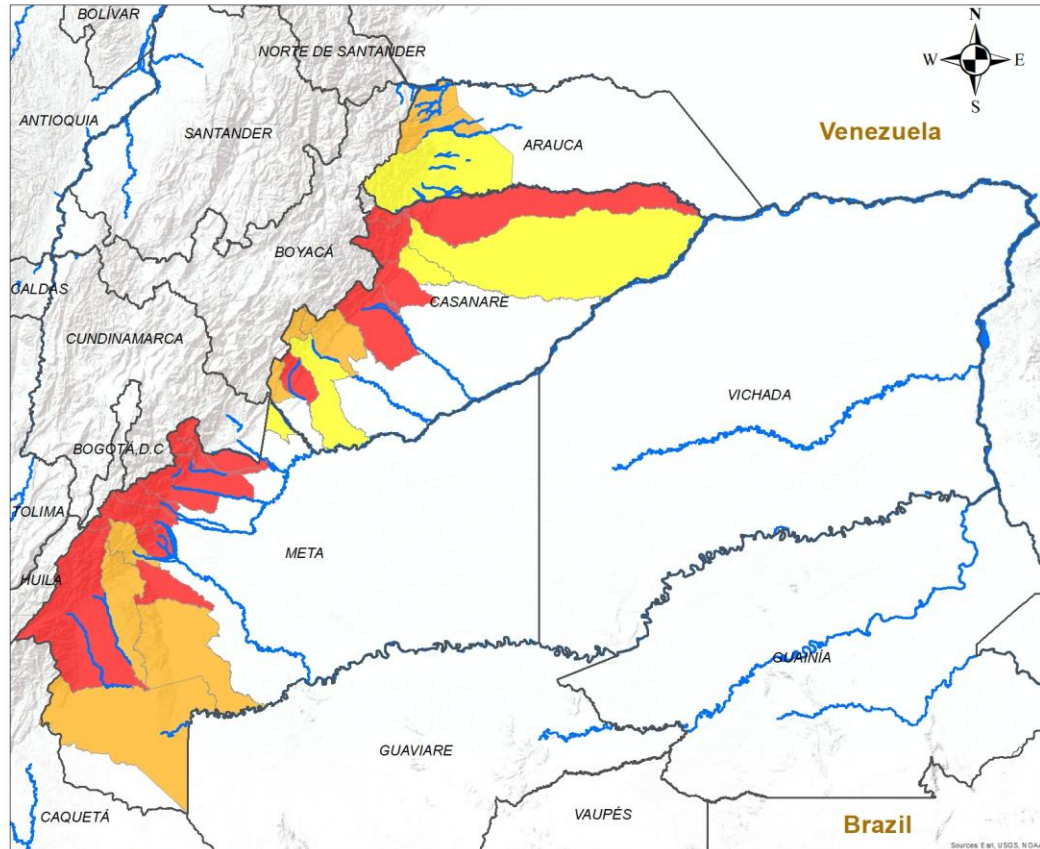 BOLÍVAR
NORTE DE SANTANDER
N
W
E
S
ANTIOQUIA
SANTANDER
ARAUCA
Venezuela
BOYACÁ
CALDAS
CASANARE
CUNDINAMARCA
VICHADA
BOGOTÁ,D.C
TOLIMA
META
HUILA
GUAINÍA
GUAVIARE
CAQUETÁ
VAUPÉS
Brazil
Sources: Esri, USGS, NOAA